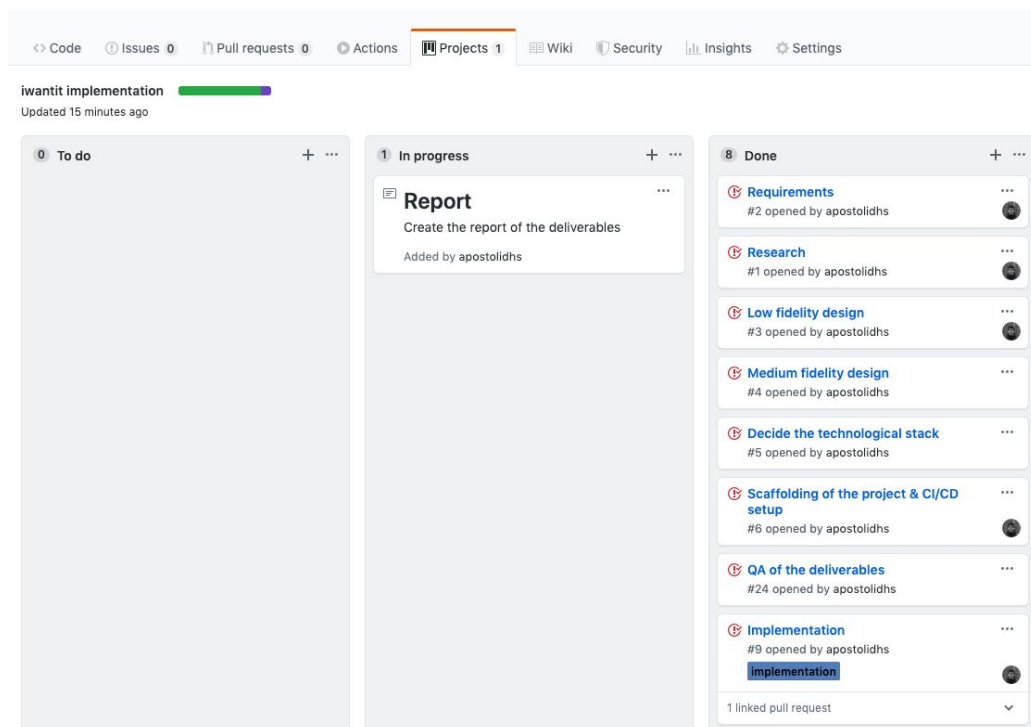 Code Issues 0 Pull requests 0 Actions Projects 1 Wiki Security Insights Settings
iwantit implementation
Updated 15 minutes ago
0 To do + ...
1 In progress + ...
Report ...
Create the report of the deliverables
Added by apostolidhs
8 Done + ...
Requirements ...
#2 opened by apostolidhs
Research ...
#1 opened by apostolidhs
Low fidelity design ...
#3 opened by apostolidhs
Medium fidelity design ...
#4 opened by apostolidhs
Decide the technological stack ...
#5 opened by apostolidhs
Scaffolding of the project & CI/CD ...
setup
#6 opened by apostolidhs
QA of the deliverables ...
#24 opened by apostolidhs
Implementation ...
#9 opened by apostolidhs
implementation
1 linked pull request